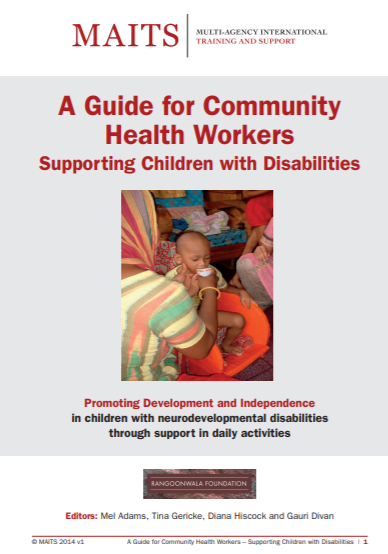 MAITS
MULTI-AGENCY INTERNATIONAL
TRAINING AND SUPPORT
A Guide for Community
Health Workers
Supporting Children with Disabilities
Promoting Development and Independence
in children with neurodevelopmental disabilities
through support in daily activities
RANGOONWALA FOUNDATION
Editors: Mel Adams, Tina Gericke, Diana Hiscock and Gauri Divan
© MAITS 2014 v1
A Guide for Community Health Workers – Supporting Children with Disabilities | 1